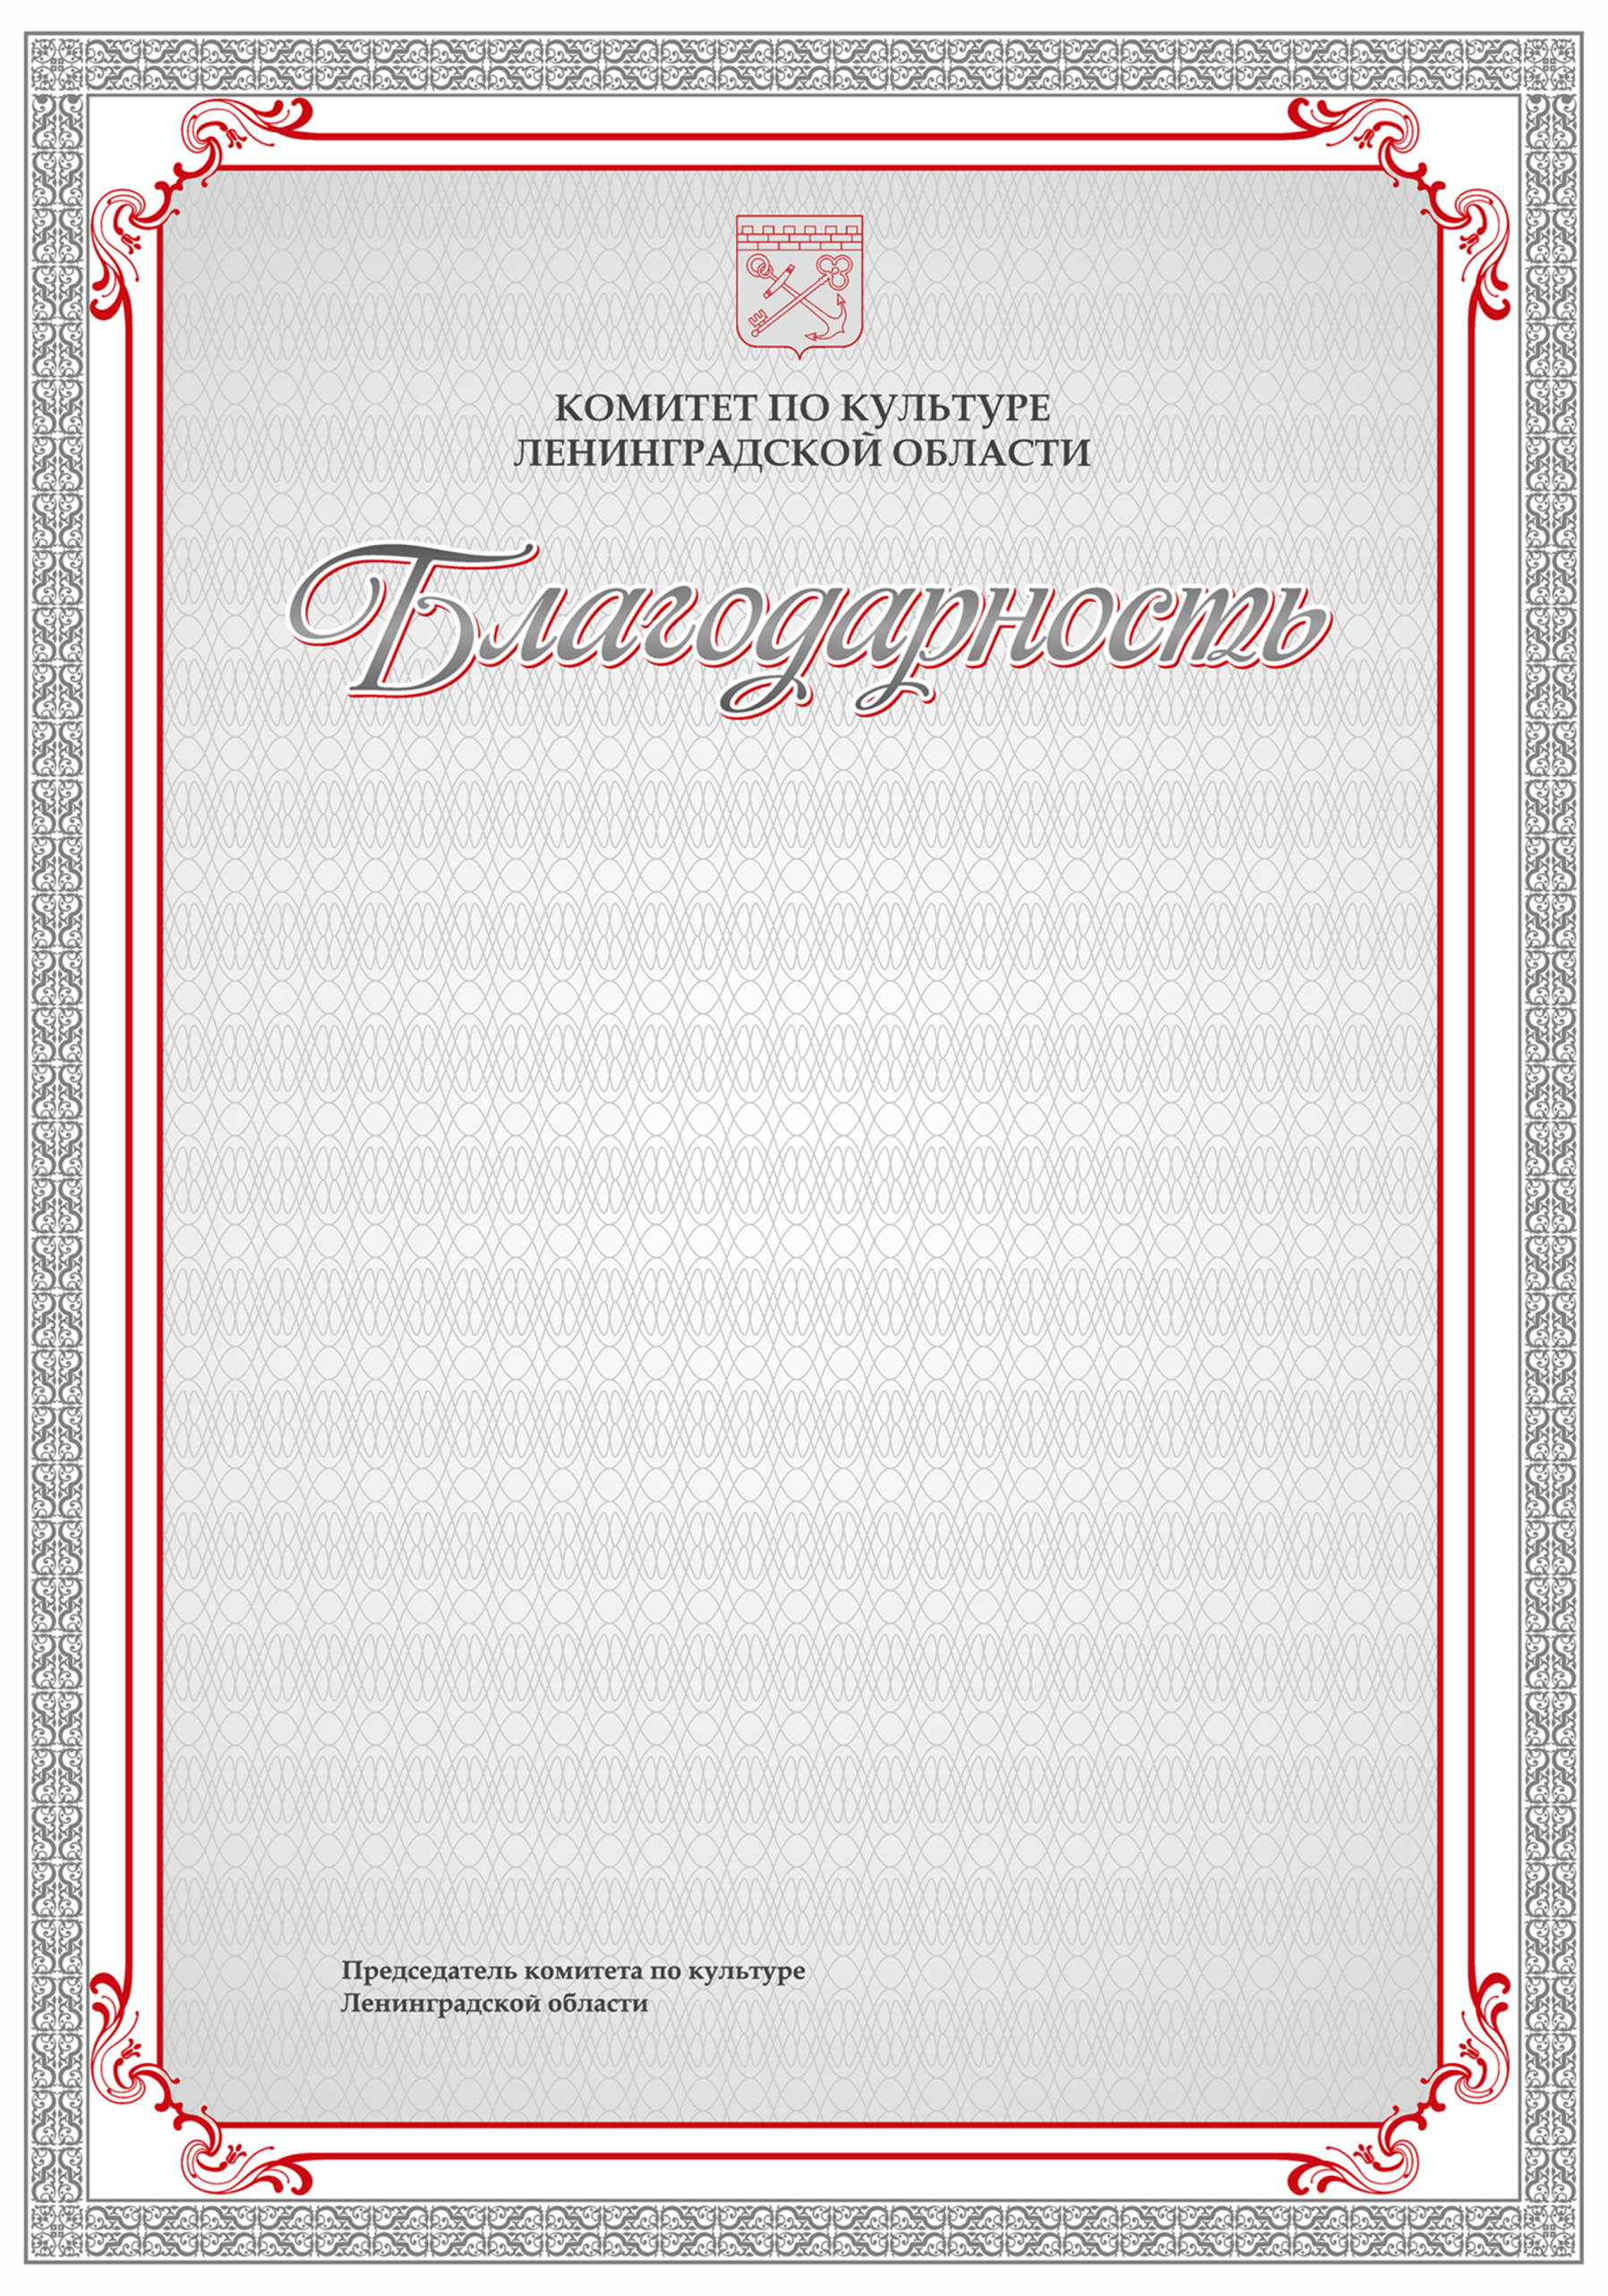 КОМИТЕТ ПО КУЛЬТУРЕ
ЛЕНИНГРАДСКОЙ ОБЛАСТИ
Благодарность
Председатель комитета по культуре
Ленинградской области